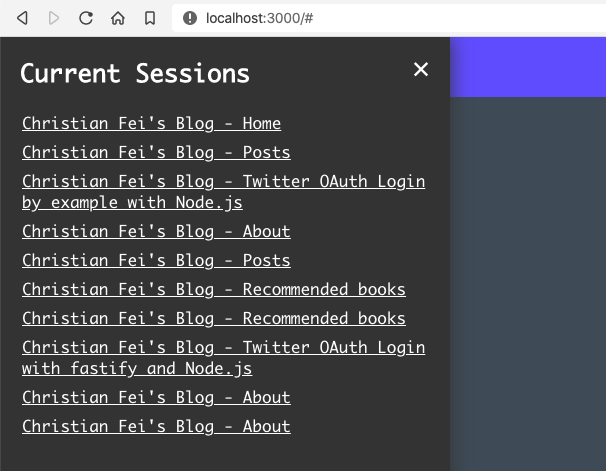 localhost:3000/#
Current Sessions
Christian Fei's Blog - Home
Christian Fei's Blog - Posts
Christian Fei's Blog - Twitter OAuth Login
by example with Node.js
Christian Fei's Blog - About
Christian Fei's Blog - Posts
Christian Fei's Blog - Recommended books
Christian Fei's Blog - Recommended books
Christian Fei's Blog - Twitter OAuth Login
with fastify and Node.js
Christian Fei's Blog - About
Christian Fei's Blog - About